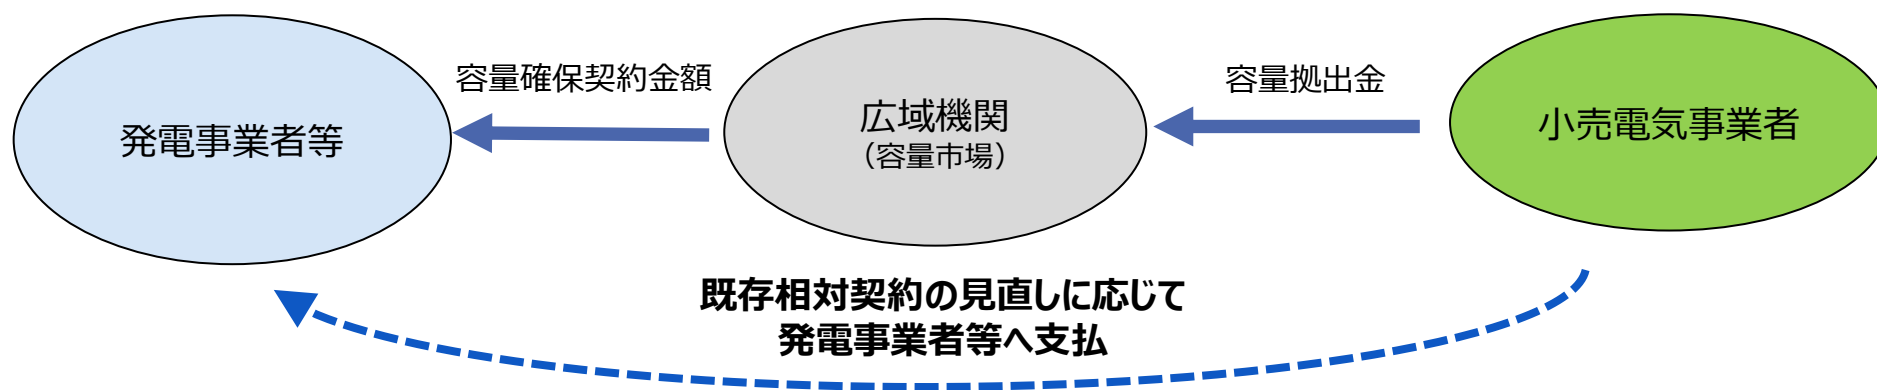 容量確保契約金額
容量拠出金
発電事業者等
広域機関
（容量市場）
小売電気事業者
既存相対契約の見直しに応じて
発電事業者等へ支払